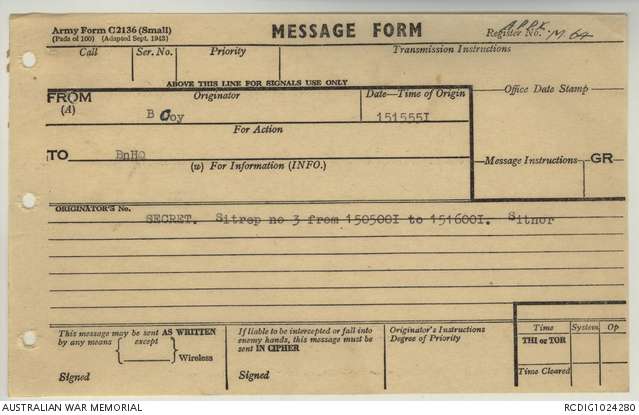 Army Form C2136 (Small)
(Pads of 100) (Adapted Sept. 1943)
MESSAGE FORM
Register No. M. 64
Call Ser. No. Priority Transmission Instructions
ABOVE THIS LINE FOR SIGNALS USE ONLY
FROM
(A)
Originator
Date—Time of Origin
Office Date Stamp
B Coy 151555I
For Action
TO BnHQ
(w) For Information (INFO.)
Message Instructions GR
ORIGINATOR'S No.
SECRET. Sitrep no 3 from 150500I to 151600I. Sitnor
This message may be sent AS WRITTEN
by any means except
Wireless
Signed
If liable to be intercepted or fall into
enemy hands, this message must be
sent IN CIPHER
Signed
Originator's Instructions
Degree of Priority
Time System Op
THI or TOR
Time Cleared
AUSTRALIAN WAR MEMORIAL RCDIG1024280